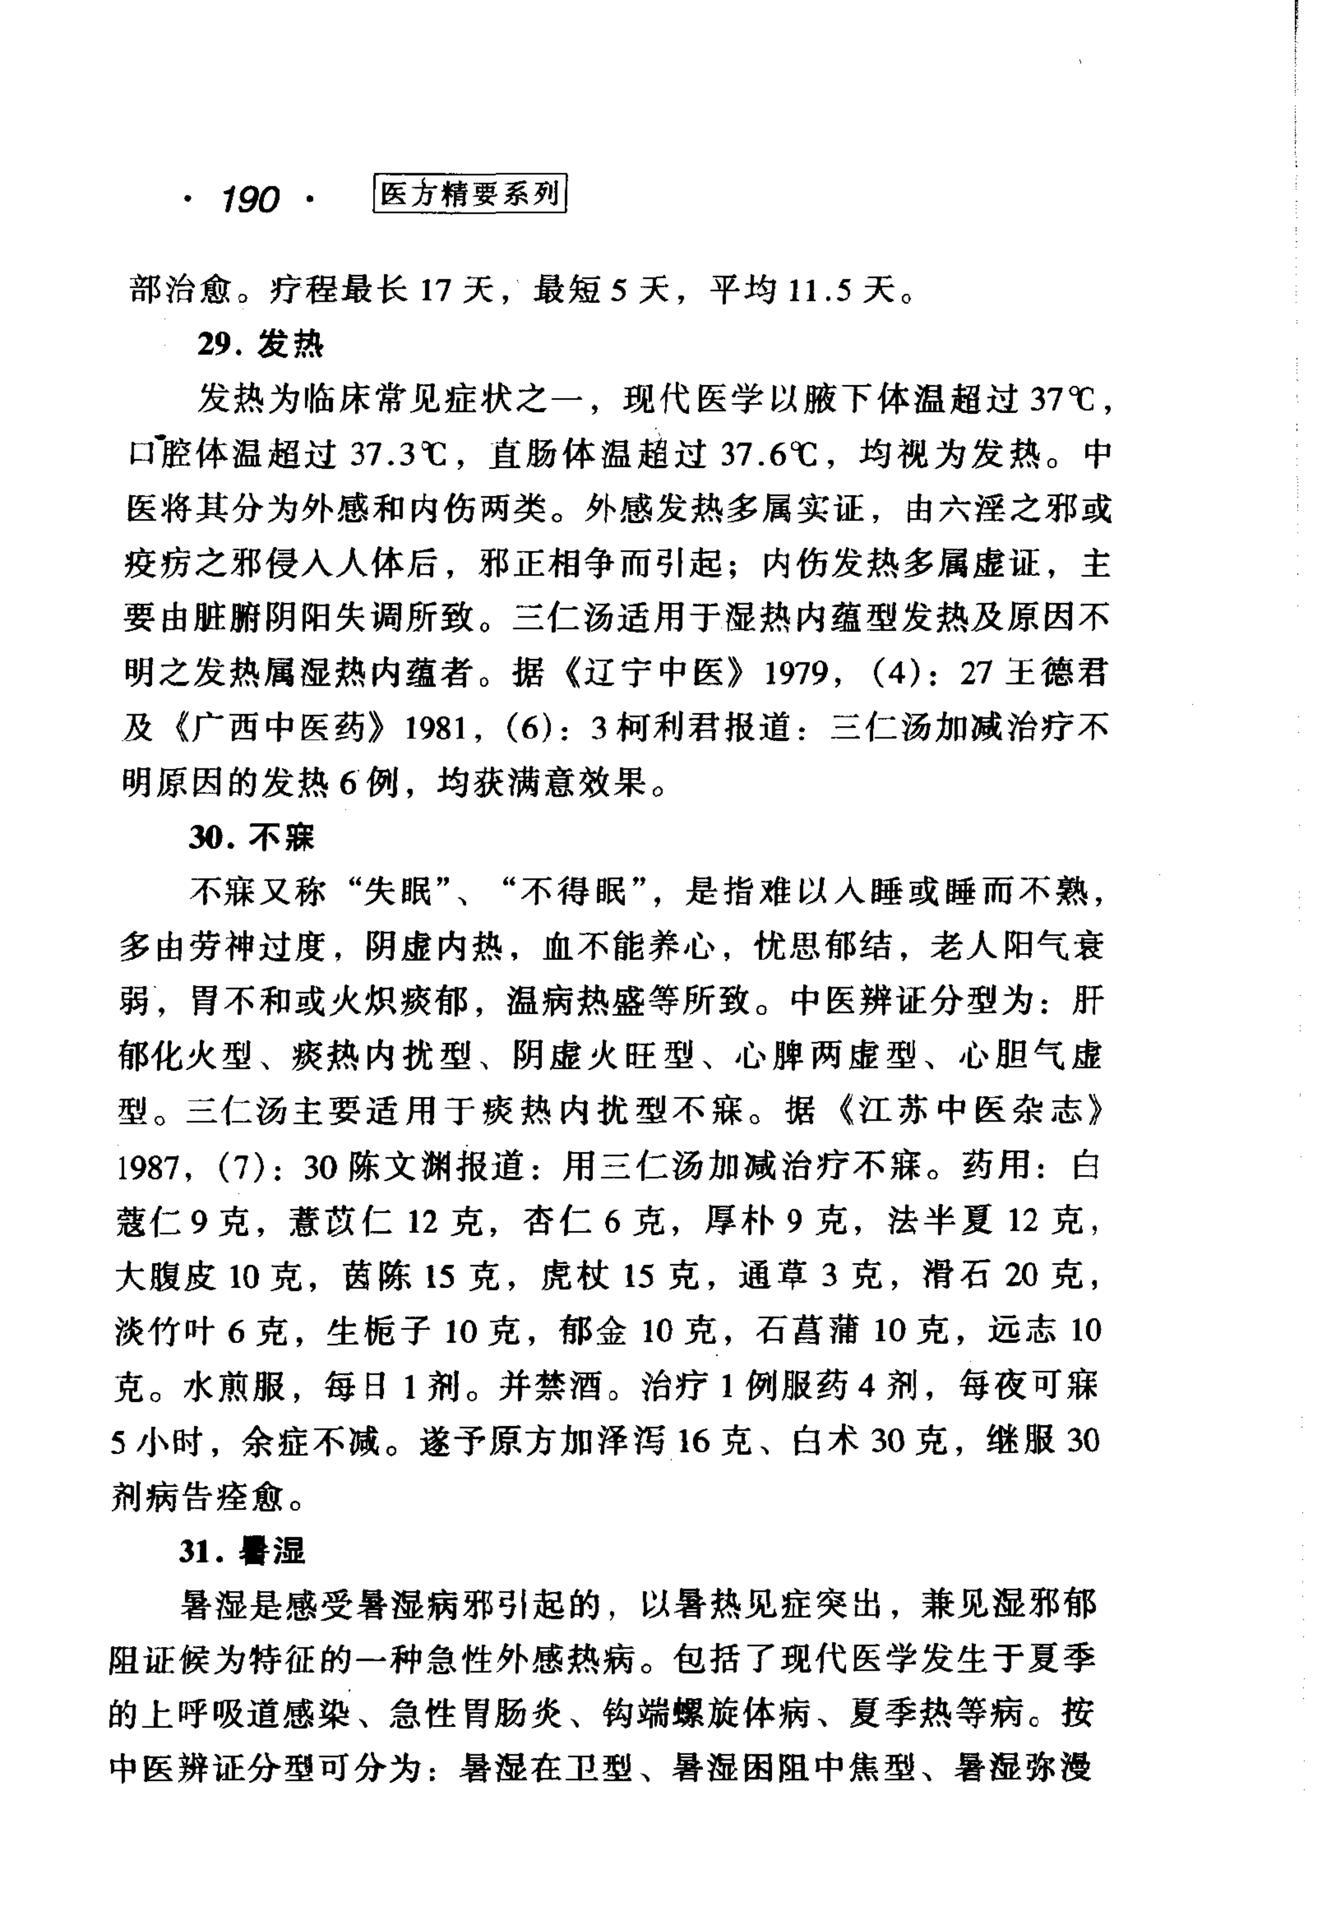 · 190 · 医方精要系列
部治愈。疗程最长 17 天，最短 5 天，平均 11.5 天。
29. 发热
发热为临床常见症状之一，现代医学以腋下体温超过 37℃，
口腔体温超过 37.3℃，直肠体温超过 37.6℃，均视为发热。中
医将其分为外感和内伤两类。外感发热多属实证，由六淫之邪或
疫疠之邪侵入人体后，邪正相争而引起；内伤发热多属虚证，主
要由脏腑阴阳失调所致。三仁汤适用于湿热内蕴型发热及原因不
明之发热属湿热内蕴者。据《辽宁中医》1979，（4）：27 王德君
及《广西中医药》1981，（6）：3 柯利君报道：三仁汤加减治疗不
明原因的发热 6 例，均获满意效果。
30. 不寐
不寐又称“失眠”、“不得眠”，是指难以入睡或睡而不熟，
多由劳神过度，阴虚内热，血不能养心，忧思郁结，老人阳气衰
弱，胃不和或火炽痰郁，温病热盛等所致。中医辨证分型为：肝
郁化火型、痰热内扰型、阴虚火旺型、心脾两虚型、心胆气虚
型。三仁汤主要适用于痰热内扰型不寐。据《江苏中医杂志》
1987，（7）：30 陈文渊报道：用三仁汤加减治疗不寐。药用：白
蔻仁 9 克，薏苡仁 12 克，杏仁 6 克，厚朴 9 克，法半夏 12 克，
大腹皮 10 克，茵陈 15 克，虎杖 15 克，通草 3 克，滑石 20 克，
淡竹叶 6 克，生栀子 10 克，郁金 10 克，石菖蒲 10 克，远志 10
克。水煎服，每日 1 剂。并禁酒。治疗 1 例服药 4 剂，每夜可寐
5 小时，余症不减。遂予原方加泽泻 16 克、白术 30 克，继服 30
剂病告痊愈。
31. 暑湿
暑湿是感受暑湿病邪引起的，以暑热见症突出，兼见湿邪郁
阻证候为特征的一种急性外感热病。包括了现代医学发生于夏季
的上呼吸道感染、急性胃肠炎、钩端螺旋体病、夏季热等病。按
中医辨证分型可分为：暑湿在卫型、暑湿困阻中焦型、暑湿弥漫